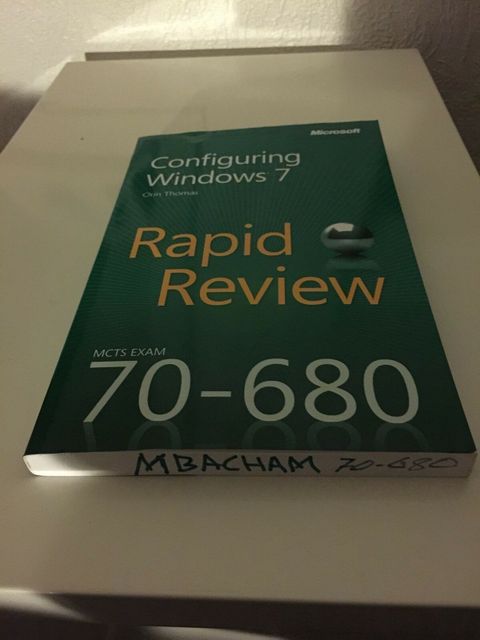 Microsoft
Configuring
Windows 7
Orin Thomas
Rapid
Review
MCTS EXAM
70-680
MBACHAM 70-680